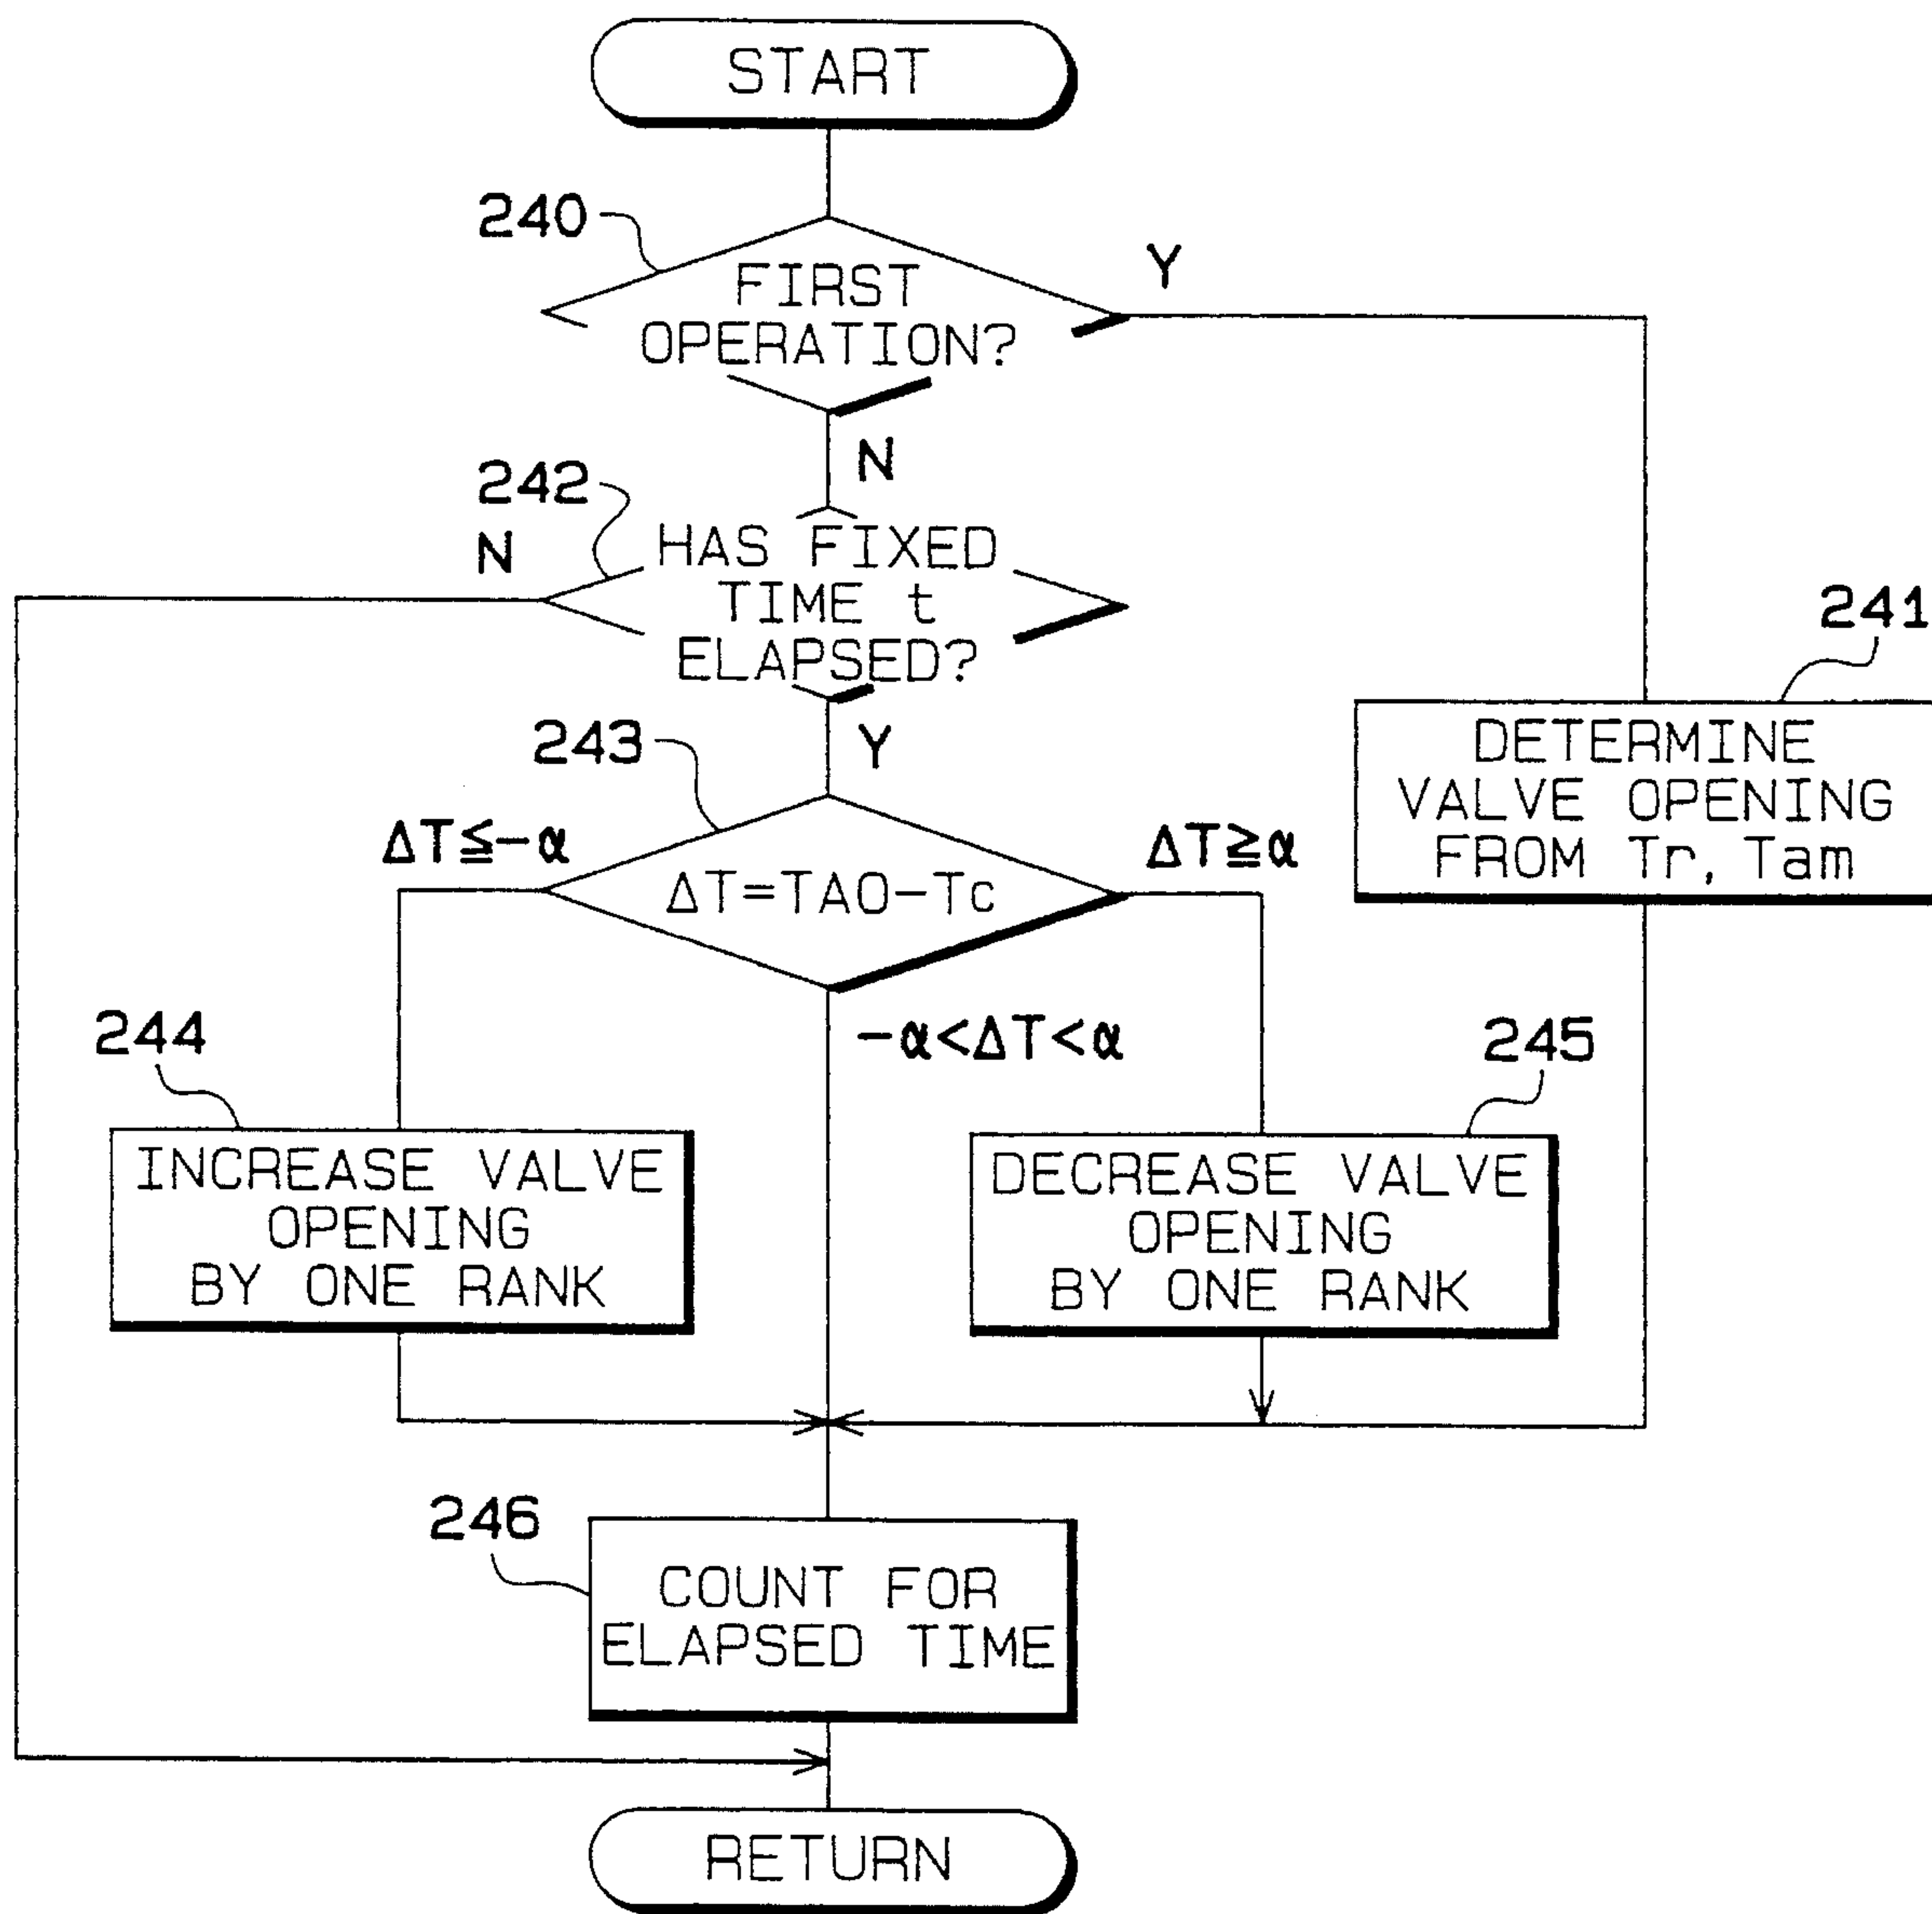 START
240
Y
FIRST
OPERATION?
N
242
N
HAS FIXED
TIME t
ELAPSED?
241
243
Y
DETERMINE
VALVE OPENING
FROM Tr, Tam
ΔT≦-α
ΔT≧α
ΔT=TAO-Tc
244
-α<ΔT<α
245
INCREASE VALVE
OPENING
BY ONE RANK
DECREASE VALVE
OPENING
BY ONE RANK
246
COUNT FOR
ELAPSED TIME
RETURN